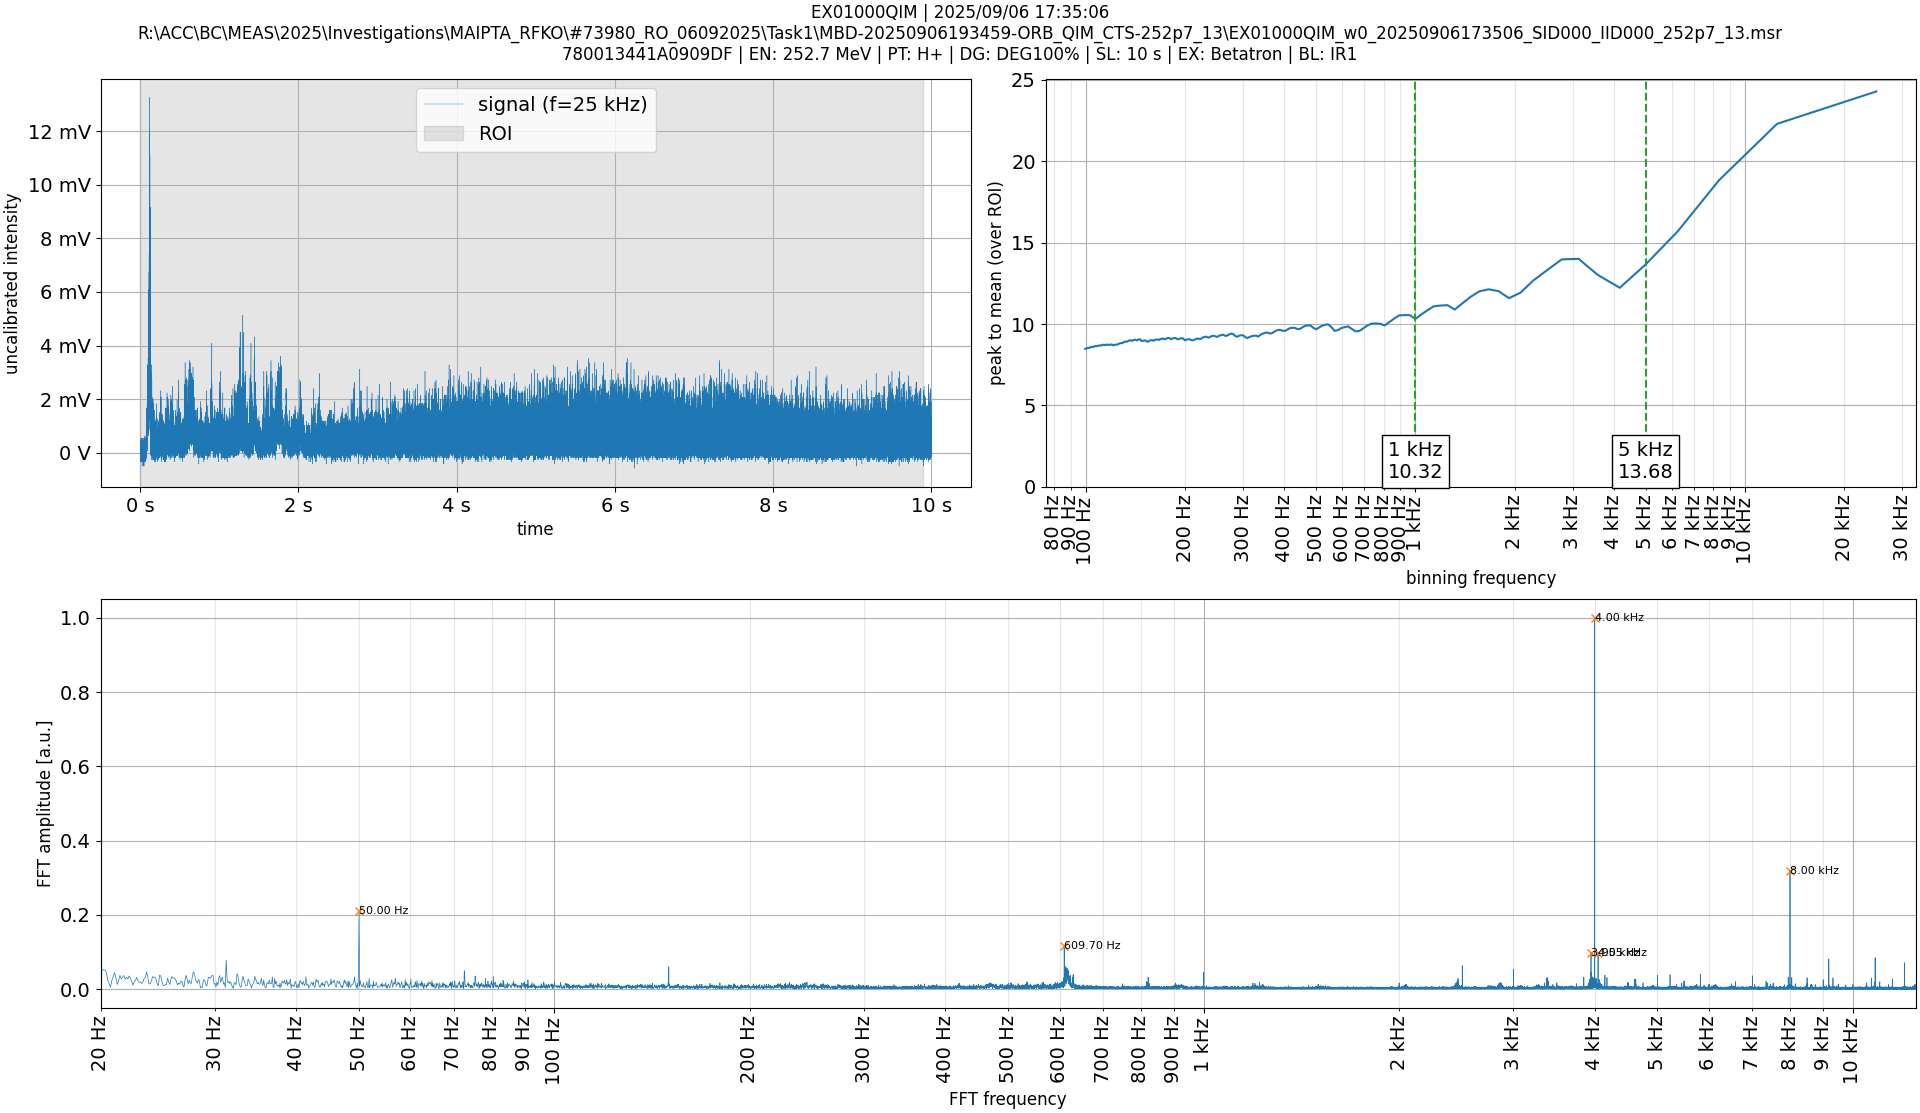 EX01000QIM | 2025/09/06 17:35:06
R:\ACC\BC\MEAS\2025\Investigations\MAIPTA_RFKO\#73980_RO_06092025\Task1\MBD-20250906193459-ORB_QIM_CTS-252p7_13\EX01000QIM_w0_20250906173506_SID000_IID000_252p7_13.msr
780013441A0909DF | EN: 252.7 MeV | PT: H+ | DG: DEG100% | SL: 10 s | EX: Betatron | BL: IR1
signal (f=25 kHz)
ROI
12 mV
10 mV
8 mV
6 mV
4 mV
2 mV
0 V
uncalibrated intensity
0 s
2 s
4 s
6 s
8 s
10 s
time
25
20
15
10
5
0
peak to mean (over ROI)
1 kHz
10.32
5 kHz
13.68
80 Hz
90 Hz
100 Hz
200 Hz
300 Hz
400 Hz
500 Hz
600 Hz
700 Hz
800 Hz
900 Hz
1 kHz
2 kHz
3 kHz
4 kHz
5 kHz
6 kHz
7 kHz
8 kHz
9 kHz
10 kHz
20 kHz
30 kHz
binning frequency
1.0
0.8
0.6
0.4
0.2
0.0
FFT amplitude [a.u.]
50.00 Hz
609.70 Hz
4.00 kHz
8.00 kHz
20 Hz
30 Hz
40 Hz
50 Hz
60 Hz
70 Hz
80 Hz
90 Hz
100 Hz
200 Hz
300 Hz
400 Hz
500 Hz
600 Hz
700 Hz
800 Hz
900 Hz
1 kHz
2 kHz
3 kHz
4 kHz
5 kHz
6 kHz
7 kHz
8 kHz
9 kHz
10 kHz
FFT frequency